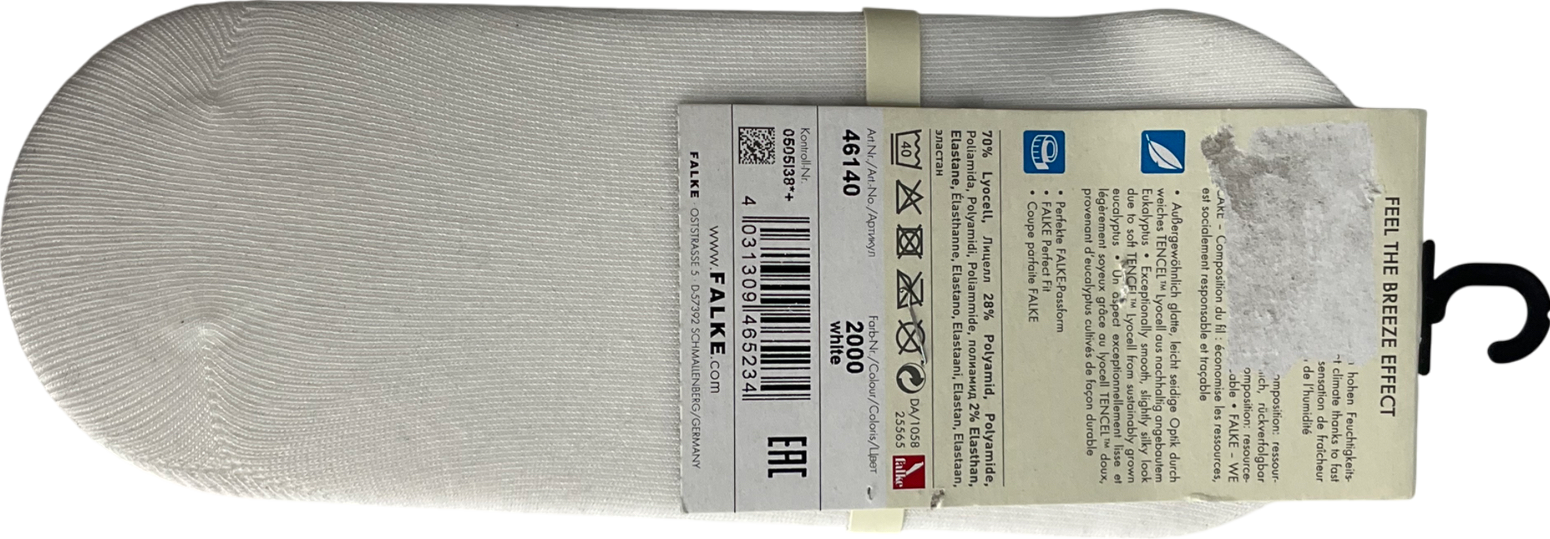 FEEL THE BREEZE EFFECT
hohen Feuchtigkeits-
climate thanks to fast
sensation de fraîcheur
de l'humidité
omposition: ressour-
ich, rückverfolgbar
omposition: resource-
able • FALKE – WE
CARE – Composition du fil : économise les ressources,
est socialement responsable et traçable
• Außergewöhnlich glatte, leicht seidige Optik durch
weiches TENCEL™ Lyocell aus nachhaltig angebautem
Eukalyptus • Exceptionally smooth, slightly silky look
due to soft TENCEL™ Lyocell from sustainably grown
eucalyptus • Un aspect exceptionnellement lisse et
légèrement soyeux grâce au lyocell TENCEL™ doux,
provenant d'eucalyptus cultivés de façon durable
• Perfekte FALKE-Passform
• FALKE Perfect Fit
• Coupe parfaite FALKE
70% Lyocell, Лицелл 28% Polyamid, Polyamide,
Poliamida, Polyamidi, Poliammide, полиамид 2% Elasthan,
Elastane, Élasthanne, Elastano, Elastaani, Elastan, Elastaan,
эластан
40
DA/1058
25565
falke
Art.Nr./Art-No./Артикул
46140
Farb-Nr./Colour/Coloris/Цвет
2000
white
Kontroll-Nr.
0505138*+
4 031309 465234
EAC
www.FALKE.com
FALKE OSTSTRASSE 5 D-57392 SCHMALLENBERG/GERMANY